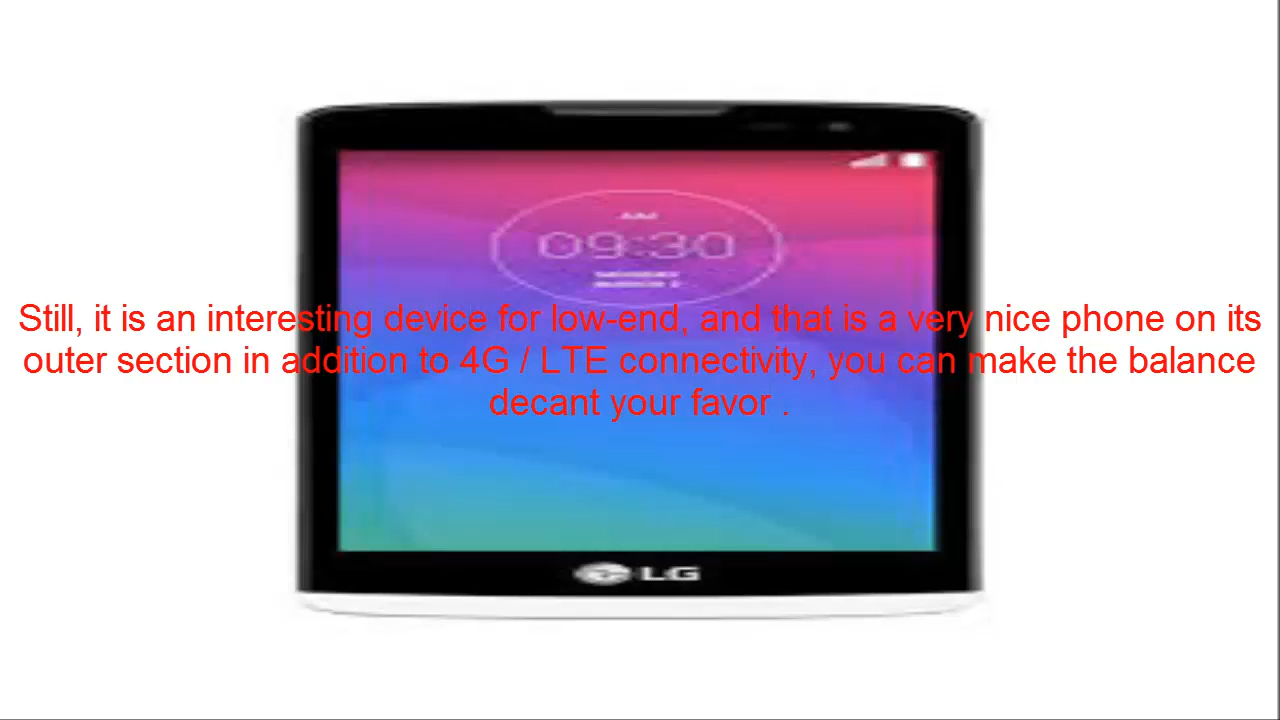 09:30
Still, it is an interesting device for low-end, and that is a very nice phone on its
outer section in addition to 4G / LTE connectivity, you can make the balance
decant your favor .
LG